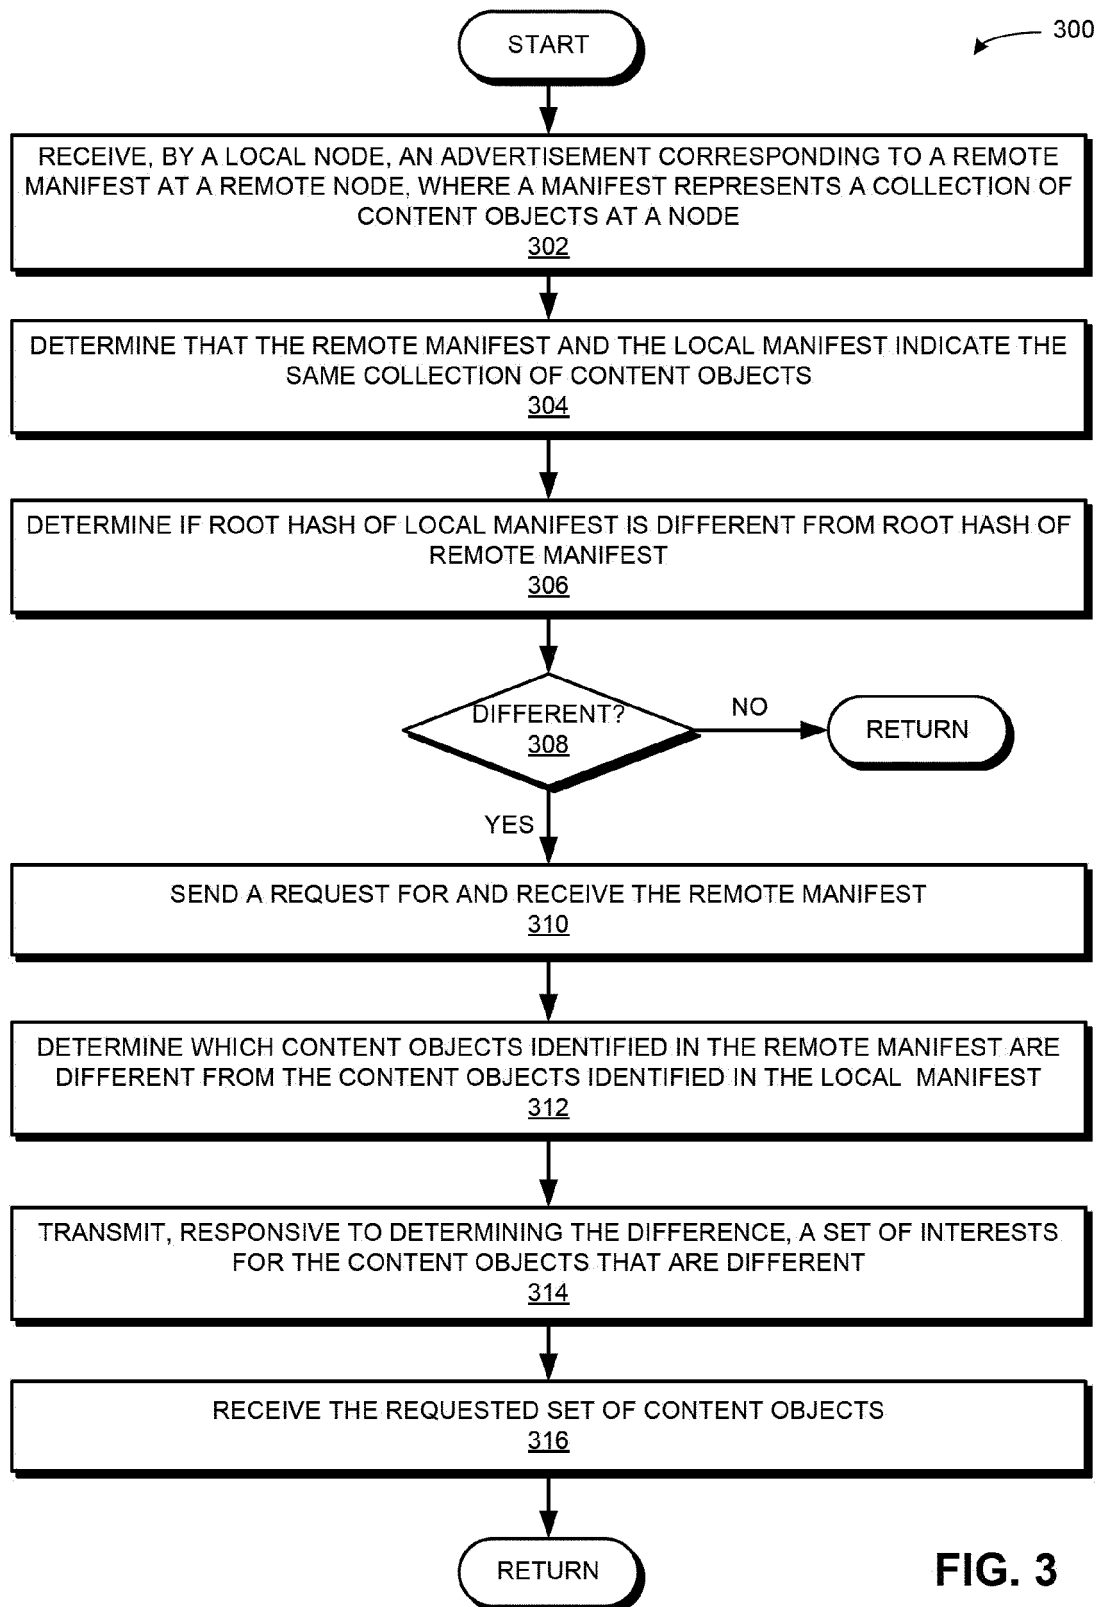 START
300
RECEIVE, BY A LOCAL NODE, AN ADVERTISEMENT CORRESPONDING TO A REMOTE
MANIFEST AT A REMOTE NODE, WHERE A MANIFEST REPRESENTS A COLLECTION OF
CONTENT OBJECTS AT A NODE
302
DETERMINE THAT THE REMOTE MANIFEST AND THE LOCAL MANIFEST INDICATE THE
SAME COLLECTION OF CONTENT OBJECTS
304
DETERMINE IF ROOT HASH OF LOCAL MANIFEST IS DIFFERENT FROM ROOT HASH OF
REMOTE MANIFEST
306
DIFFERENT?
308
NO
RETURN
YES
SEND A REQUEST FOR AND RECEIVE THE REMOTE MANIFEST
310
DETERMINE WHICH CONTENT OBJECTS IDENTIFIED IN THE REMOTE MANIFEST ARE
DIFFERENT FROM THE CONTENT OBJECTS IDENTIFIED IN THE LOCAL MANIFEST
312
TRANSMIT, RESPONSIVE TO DETERMINING THE DIFFERENCE, A SET OF INTERESTS
FOR THE CONTENT OBJECTS THAT ARE DIFFERENT
314
RECEIVE THE REQUESTED SET OF CONTENT OBJECTS
316
RETURN
FIG. 3